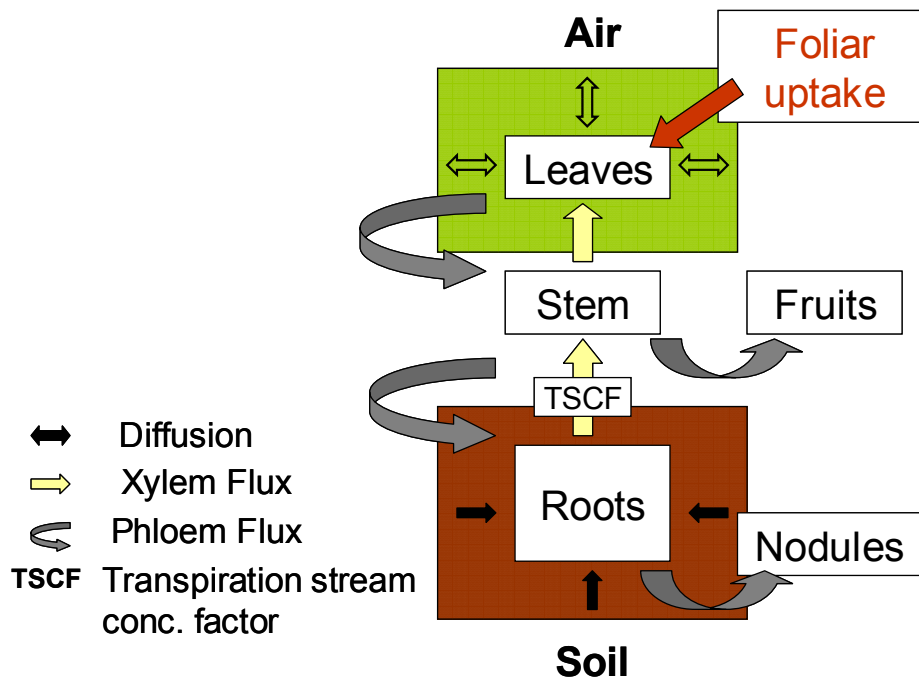 Air
Foliar
uptake
Leaves
Stem
Fruits
TSCF
Roots
Nodules
Soil
Diffusion
Xylem Flux
Phloem Flux
TSCF Transpiration stream
conc. factor